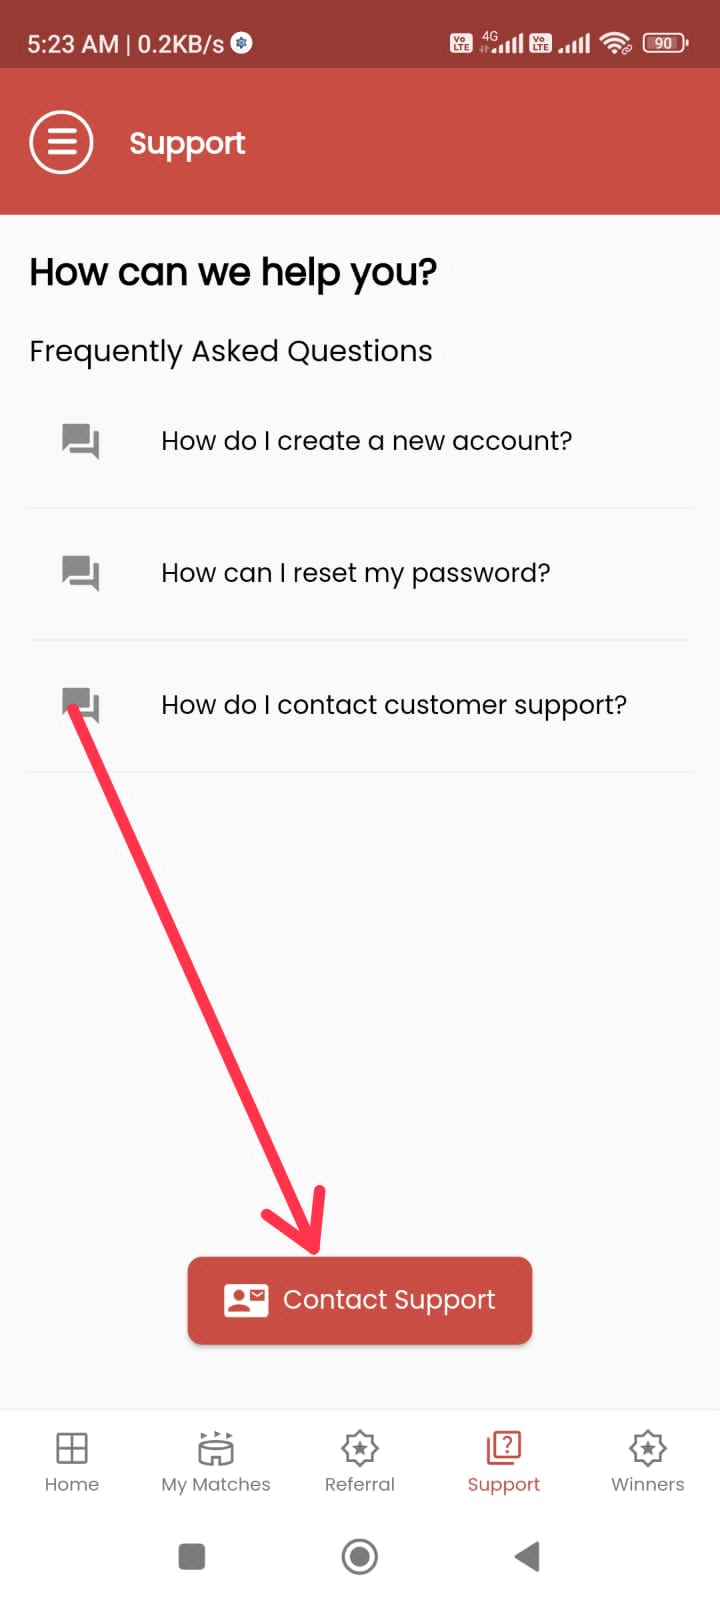 5:23 AM | 0.2KB/s
Vo LTE 4G Vo LTE 90
Support
How can we help you?
Frequently Asked Questions
How do I create a new account?
How can I reset my password?
How do I contact customer support?
Contact Support
Home My Matches Referral Support Winners